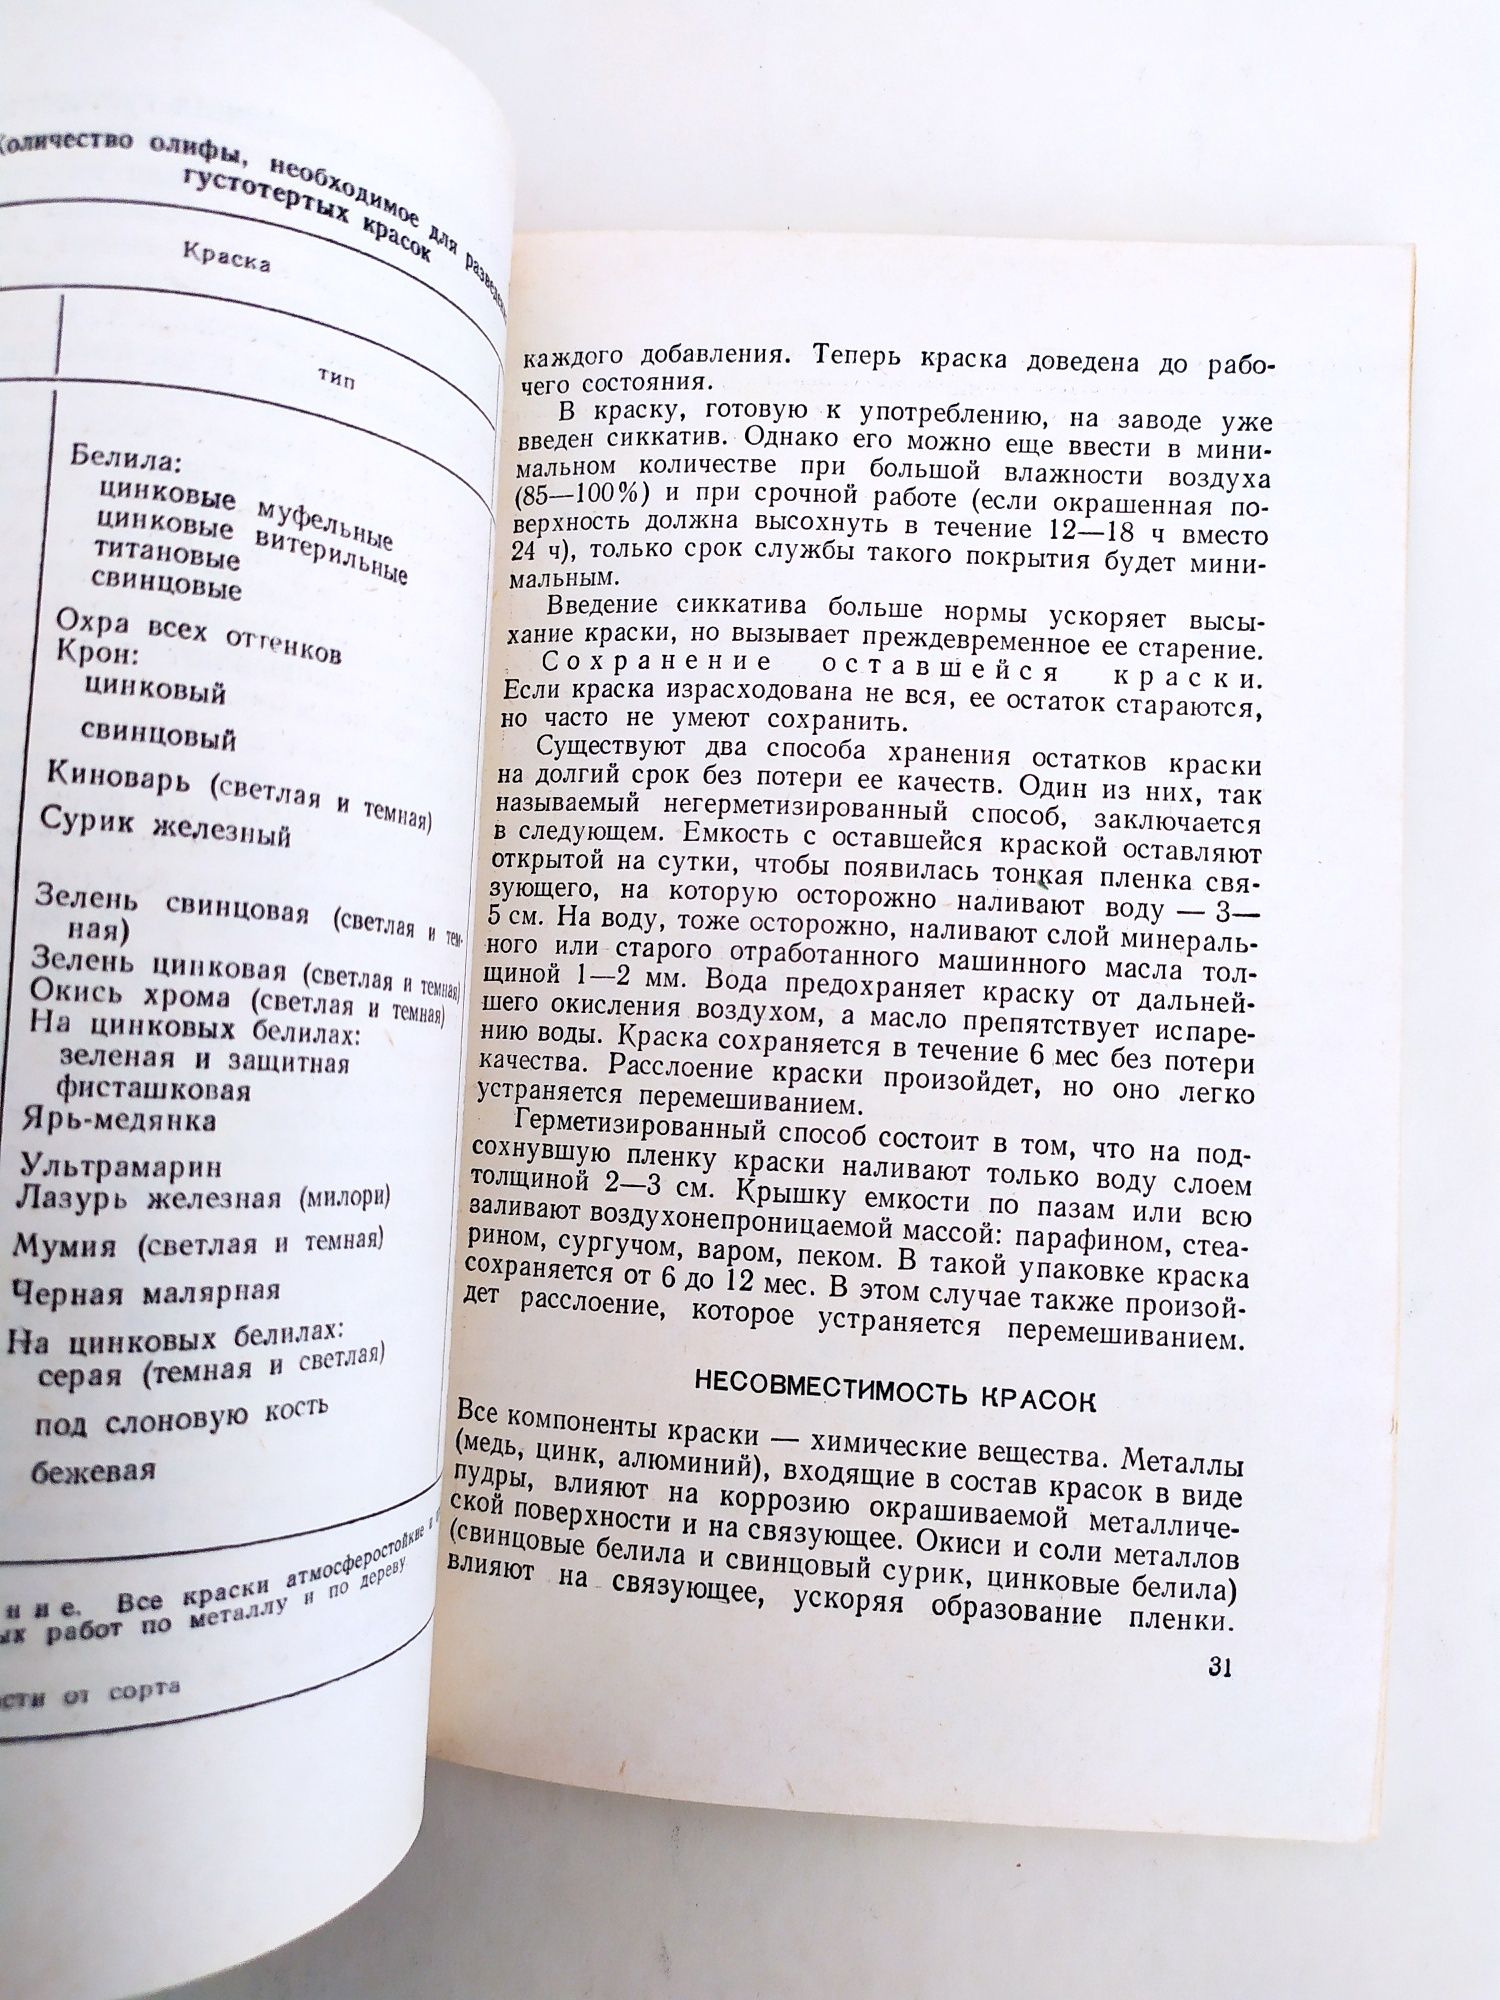 Количество олифы, необходимое для
густотертых красок
Краска
тип
Белила:
цинковые муфельные
цинковые витерильные
титановые
свинцовые
Охра всех оттенков
Крон:
цинковый
свинцовый
Киноварь (светлая и темная)
Сурик железный
Зелень свинцовая (светлая и тем-
ная)
Зелень цинковая (светлая и темная)
Окись хрома (светлая и темная)
На цинковых белилах:
зеленая и защитная
фисташковая
Ярь-медянка
Ультрамарин
Лазурь железная (милори)
Мумия (светлая и темная)
Черная малярная
На цинковых белилах:
серая (темная и светлая)
под слоновую кость
бежевая
ние. Все краски атмосферостойкие и
ых работ по металлу и по дереву
ости от сорта
каждого добавления. Теперь краска доведена до рабо-
чего состояния.
В краску, готовую к употреблению, на заводе уже
введен сиккатив. Однако его можно еще ввести в мини-
мальном количестве при большой влажности воздуха
(85—100%) и при срочной работе (если окрашенная по-
верхность должна высохнуть в течение 12—18 ч вместо
24 ч), только срок службы такого покрытия будет мини-
мальным.
Введение сиккатива больше нормы ускоряет высы-
хание краски, но вызывает преждевременное ее старение.
Сохранение оставшейся краски.
Если краска израсходована не вся, ее остаток стараются,
но часто не умеют сохранить.
Существуют два способа хранения остатков краски
на долгий срок без потери ее качеств. Один из них, так
называемый негерметизированный способ, заключается
в следующем. Емкость с оставшейся краской оставляют
открытой на сутки, чтобы появилась тонкая пленка свя-
зующего, на которую осторожно наливают воду — 3—
5 см. На воду, тоже осторожно, наливают слой минераль-
ного или старого отработанного машинного масла тол-
щиной 1—2 мм. Вода предохраняет краску от дальней-
шего окисления воздухом, а масло препятствует испаре-
нию воды. Краска сохраняется в течение 6 мес без потери
качества. Расслоение краски произойдет, но оно легко
устраняется перемешиванием.
Герметизированный способ состоит в том, что на под-
сохнувшую пленку краски наливают только воду слоем
толщиной 2—3 см. Крышку емкости по пазам или всю
заливают воздухонепроницаемой массой: парафином, стеа-
рином, сургучом, варом, пеком. В такой упаковке краска
сохраняется от 6 до 12 мес. В этом случае также произой-
дет расслоение, которое устраняется перемешиванием.
НЕСОВМЕСТИМОСТЬ КРАСОК
Все компоненты краски — химические вещества. Металлы
(медь, цинк, алюминий), входящие в состав красок в виде
пудры, влияют на коррозию окрашиваемой металличе-
ской поверхности и на связующее. Окиси и соли металлов
(свинцовые белила и свинцовый сурик, цинковые белила)
влияют на связующее, ускоряя образование пленки.
31